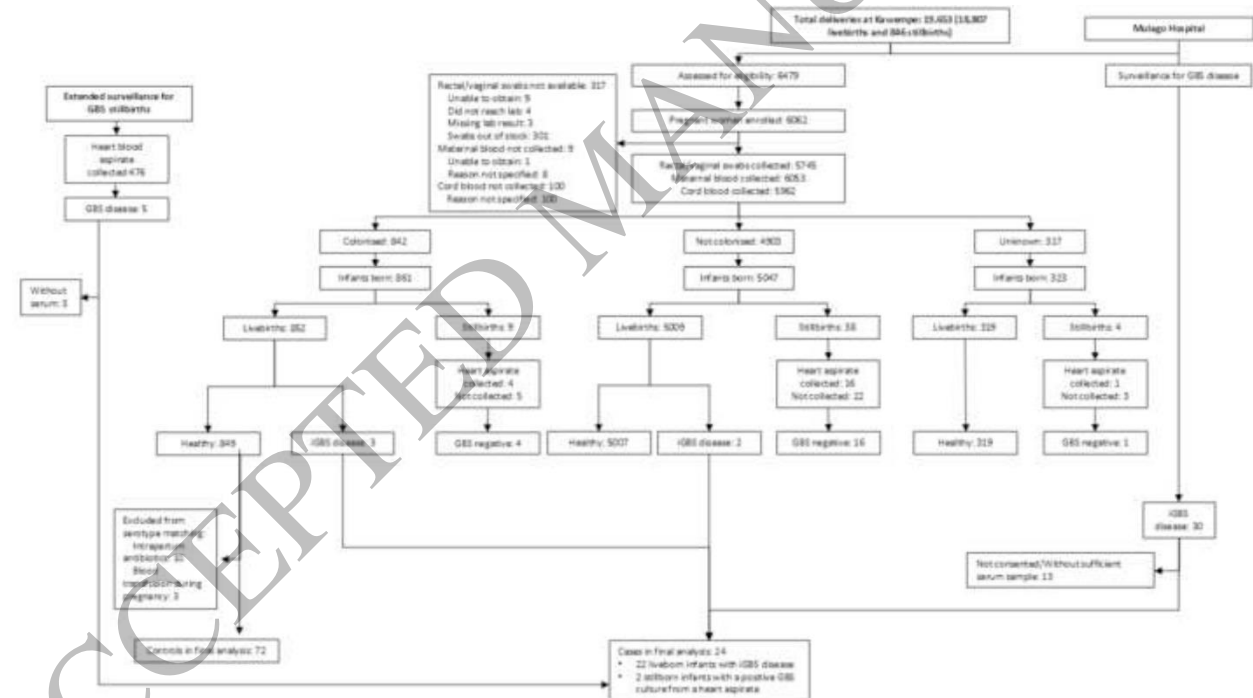 Total deliveries at Kawempe: 19,653 (18,807
livebirths and 846 stillbirths)
Mulago Hospital
Assessed for eligibility: 6479
Surveillance for GBS disease
Pregnant women enrolled: 6062
Rectal/vaginal swabs not available: 317
Unable to obtain: 9
Did not reach lab: 4
Missing lab result: 3
Swabs out of stock: 301
Maternal blood not collected: 9
Unable to obtain: 1
Reason not specified: 8
Cord blood not collected: 100
Reason not specified: 100
Rectal/vaginal swabs collected: 5745
Maternal blood collected: 6053
Cord blood collected: 5962
Extended surveillance for
GBS stillbirths
Heart blood
aspirate
collected 476
GBS disease: 5
Without
serum: 3
Colonised: 842
Not colonised: 4903
Unknown: 317
Infants born: 861
Infants born: 5047
Infants born: 323
Livebirths: 852
Stillbirths: 9
Livebirths: 5009
Stillbirths: 38
Livebirths: 319
Stillbirths: 4
Heart aspirate
collected: 4
Not collected: 5
Heart aspirate
collected: 16
Not collected: 22
Heart aspirate
collected: 1
Not collected: 3
Healthy: 849
iGBS disease: 3
GBS negative: 4
Healthy: 5007
iGBS disease: 2
GBS negative: 16
Healthy: 319
GBS negative: 1
Excluded from
serotype matching:
Intrapartum
antibiotics:
Blood
transfusion during
pregnancy: 3
iGBS
disease: 30
Not consented/Without sufficient
serum sample: 13
Controls in final analysis: 72
Cases in final analysis: 24
• 22 liveborn infants with iGBS disease
• 2 stillborn infants with a positive GBS
culture from a heart aspirate
CCEPTED MANU